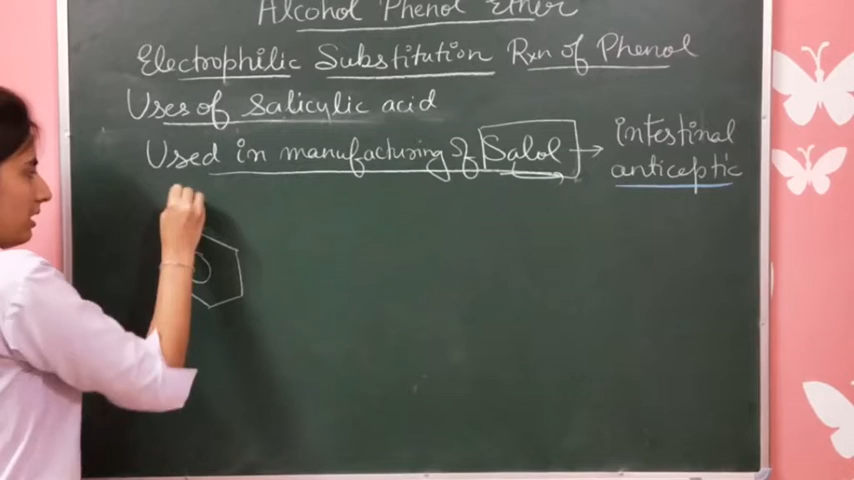 Alcohol Phenol Ether
Electrophilic Substitution Rxn of Phenol
Uses of Salicylic acid
Used in manufacturing of Salol → intestinal
anticeptic